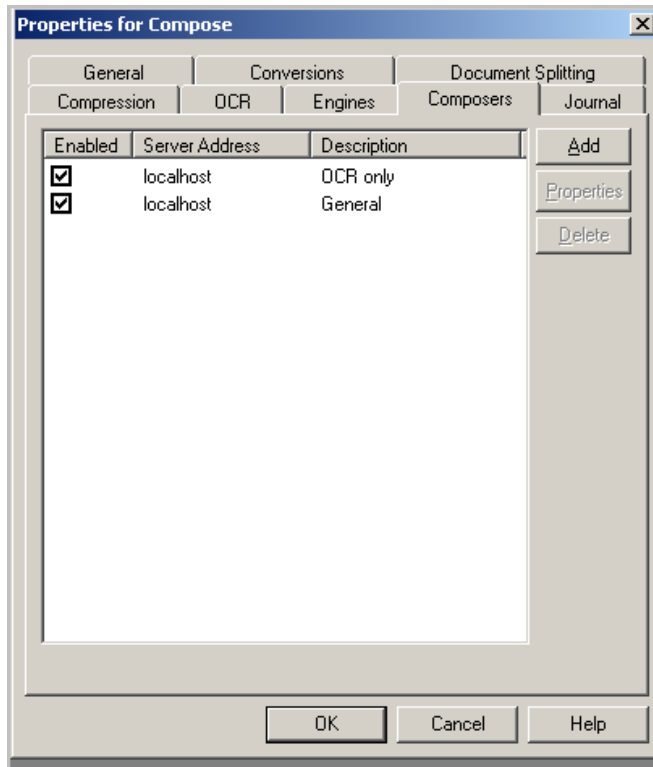 Properties for Compose
General Conversions Document Splitting
Compression OCR Engines Composers Journal
Enabled Server Address Description Add
localhost OCR only Properties
localhost General
Delete
OK Cancel Help